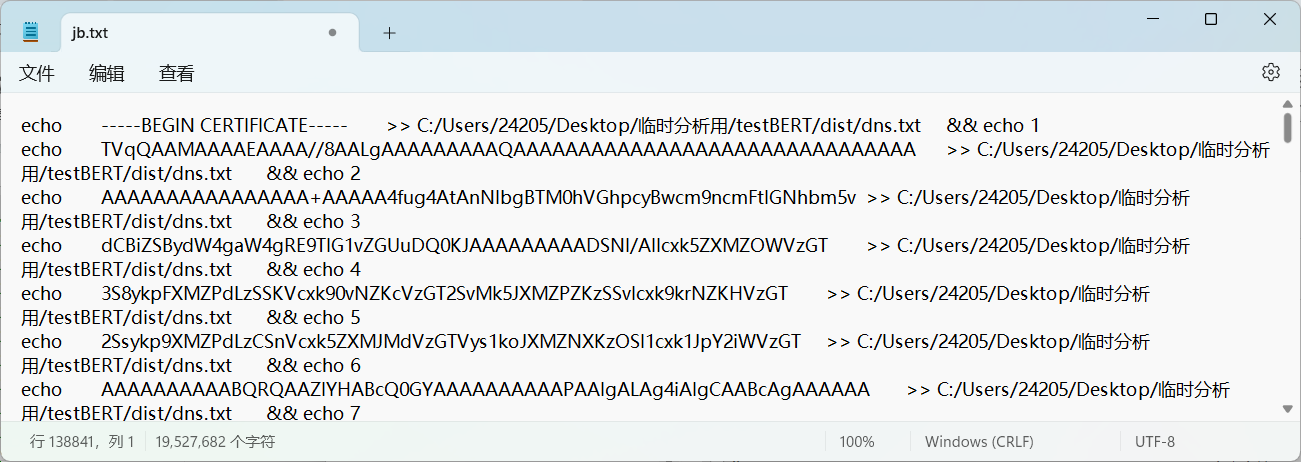 jb.txt
文件 编辑 查看
echo -----BEGIN CERTIFICATE----- >> C:/Users/24205/Desktop/临时分析用/testBERT/dist/dns.txt && echo 1
echo TVqQAAMAAAAEAAAA//8AALgAAAAAAAAAQAAAAAAAAAAAAAAAAAAAAAAAAAAAAAAA >> C:/Users/24205/Desktop/临时分析
用/testBERT/dist/dns.txt && echo 2
echo AAAAAAAAAAAAAAAA+AAAAA4fug4AtAnNIbgBTM0hVGhpcyBwcm9ncmFtIGNhbm5v >> C:/Users/24205/Desktop/临时分析
用/testBERT/dist/dns.txt && echo 3
echo dCBiZSBydW4gaW4gRE9TIG1vZGUuDQ0KJAAAAAAAAADSNI/AIIcxk5ZXMZOWVzGT >> C:/Users/24205/Desktop/临时分析
用/testBERT/dist/dns.txt && echo 4
echo 3S8ykpFXMZPdLzSSKVcxk90vNZKcVzGT2SvMk5JXMZPZKzSSvlcxk9krNZKHVzGT >> C:/Users/24205/Desktop/临时分析
用/testBERT/dist/dns.txt && echo 5
echo 2Ssykp9XMZPdLzCSnVcxk5ZXMJMdVzGTVys1koJXMZNXKzOSl1cxk1JpY2iWVzGT >> C:/Users/24205/Desktop/临时分析
用/testBERT/dist/dns.txt && echo 6
echo AAAAAAAAAABQRQAAZIYHABcQ0GYAAAAAAAAAAPAAIgALAg4iAIgCAABcAgAAAAAA >> C:/Users/24205/Desktop/临时分析
用/testBERT/dist/dns.txt && echo 7
行 138841，列 1 19,527,682 个字符 100% Windows (CRLF) UTF-8